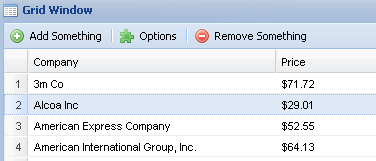 Grid Window
Add Something Options Remove Something
Company Price
1 3m Co $71.72
2 Alcoa Inc $29.01
3 American Express Company $52.55
4 American International Group, Inc. $64.13